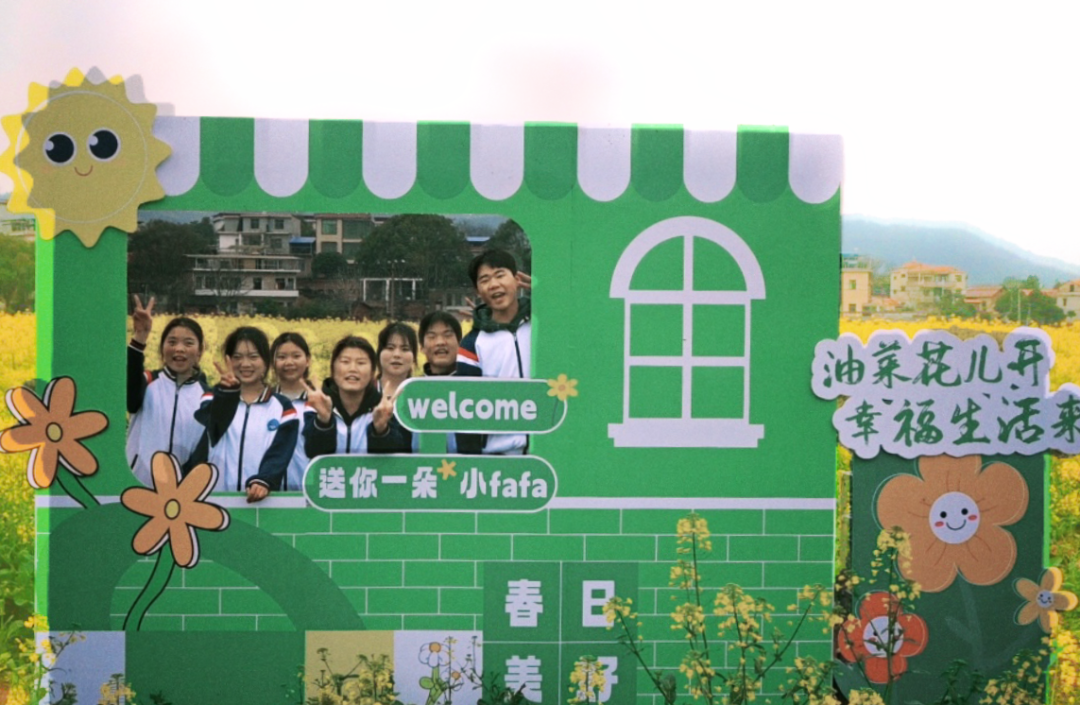 油菜花儿开
幸福生活来
welcome
送你一朵 小fafa
春日
美好